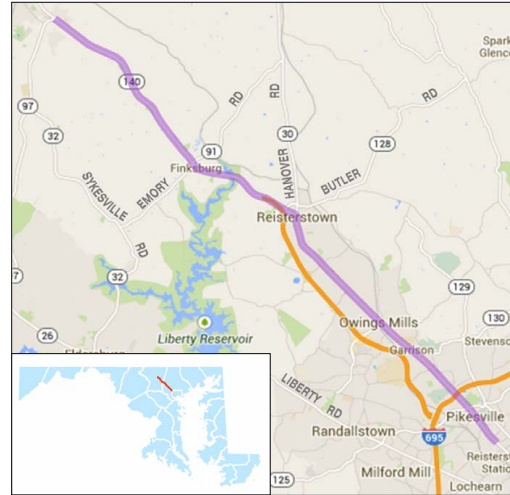 Spark
Glenco
140
97
32
RD
RD
30
HANOVER
RD
128
BUTLER
91
Finksburg
EMORY
SYKESVILLE
RD
Reisterstown
32
7
129
130
Owings Mills
Stevenso
Garrison
26
Liberty Reservoir
LIBERTY RD
Pikesville
Randallstown
695
Reisterst
Statio
Milford Mill
125
Lochearn